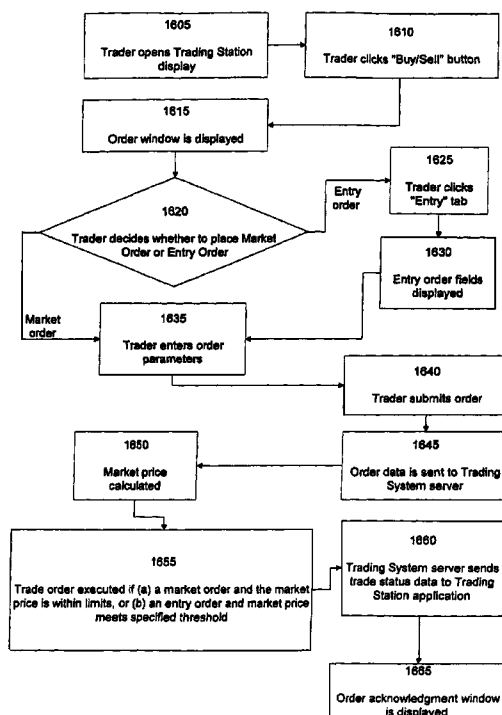 1605
Trader opens Trading Station
display
1610
Trader clicks "Buy/Sell" button
1615
Order window is displayed
1620
Trader decides whether to place Market
Order or Entry Order
Entry
order
1625
Trader clicks
"Entry" tab
1630
Entry order fields
displayed
Market
order
1635
Trader enters order
parameters
1640
Trader submits order
1645
Order data is sent to Trading
System server
1650
Market price
calculated
1655
Trade order executed if (a) a market order and the market
price is within limits, or (b) an entry order and market price
meets specified threshold
1660
Trading System server sends
trade status data to Trading
Station application
1665
Order acknowledgment window
is displayed